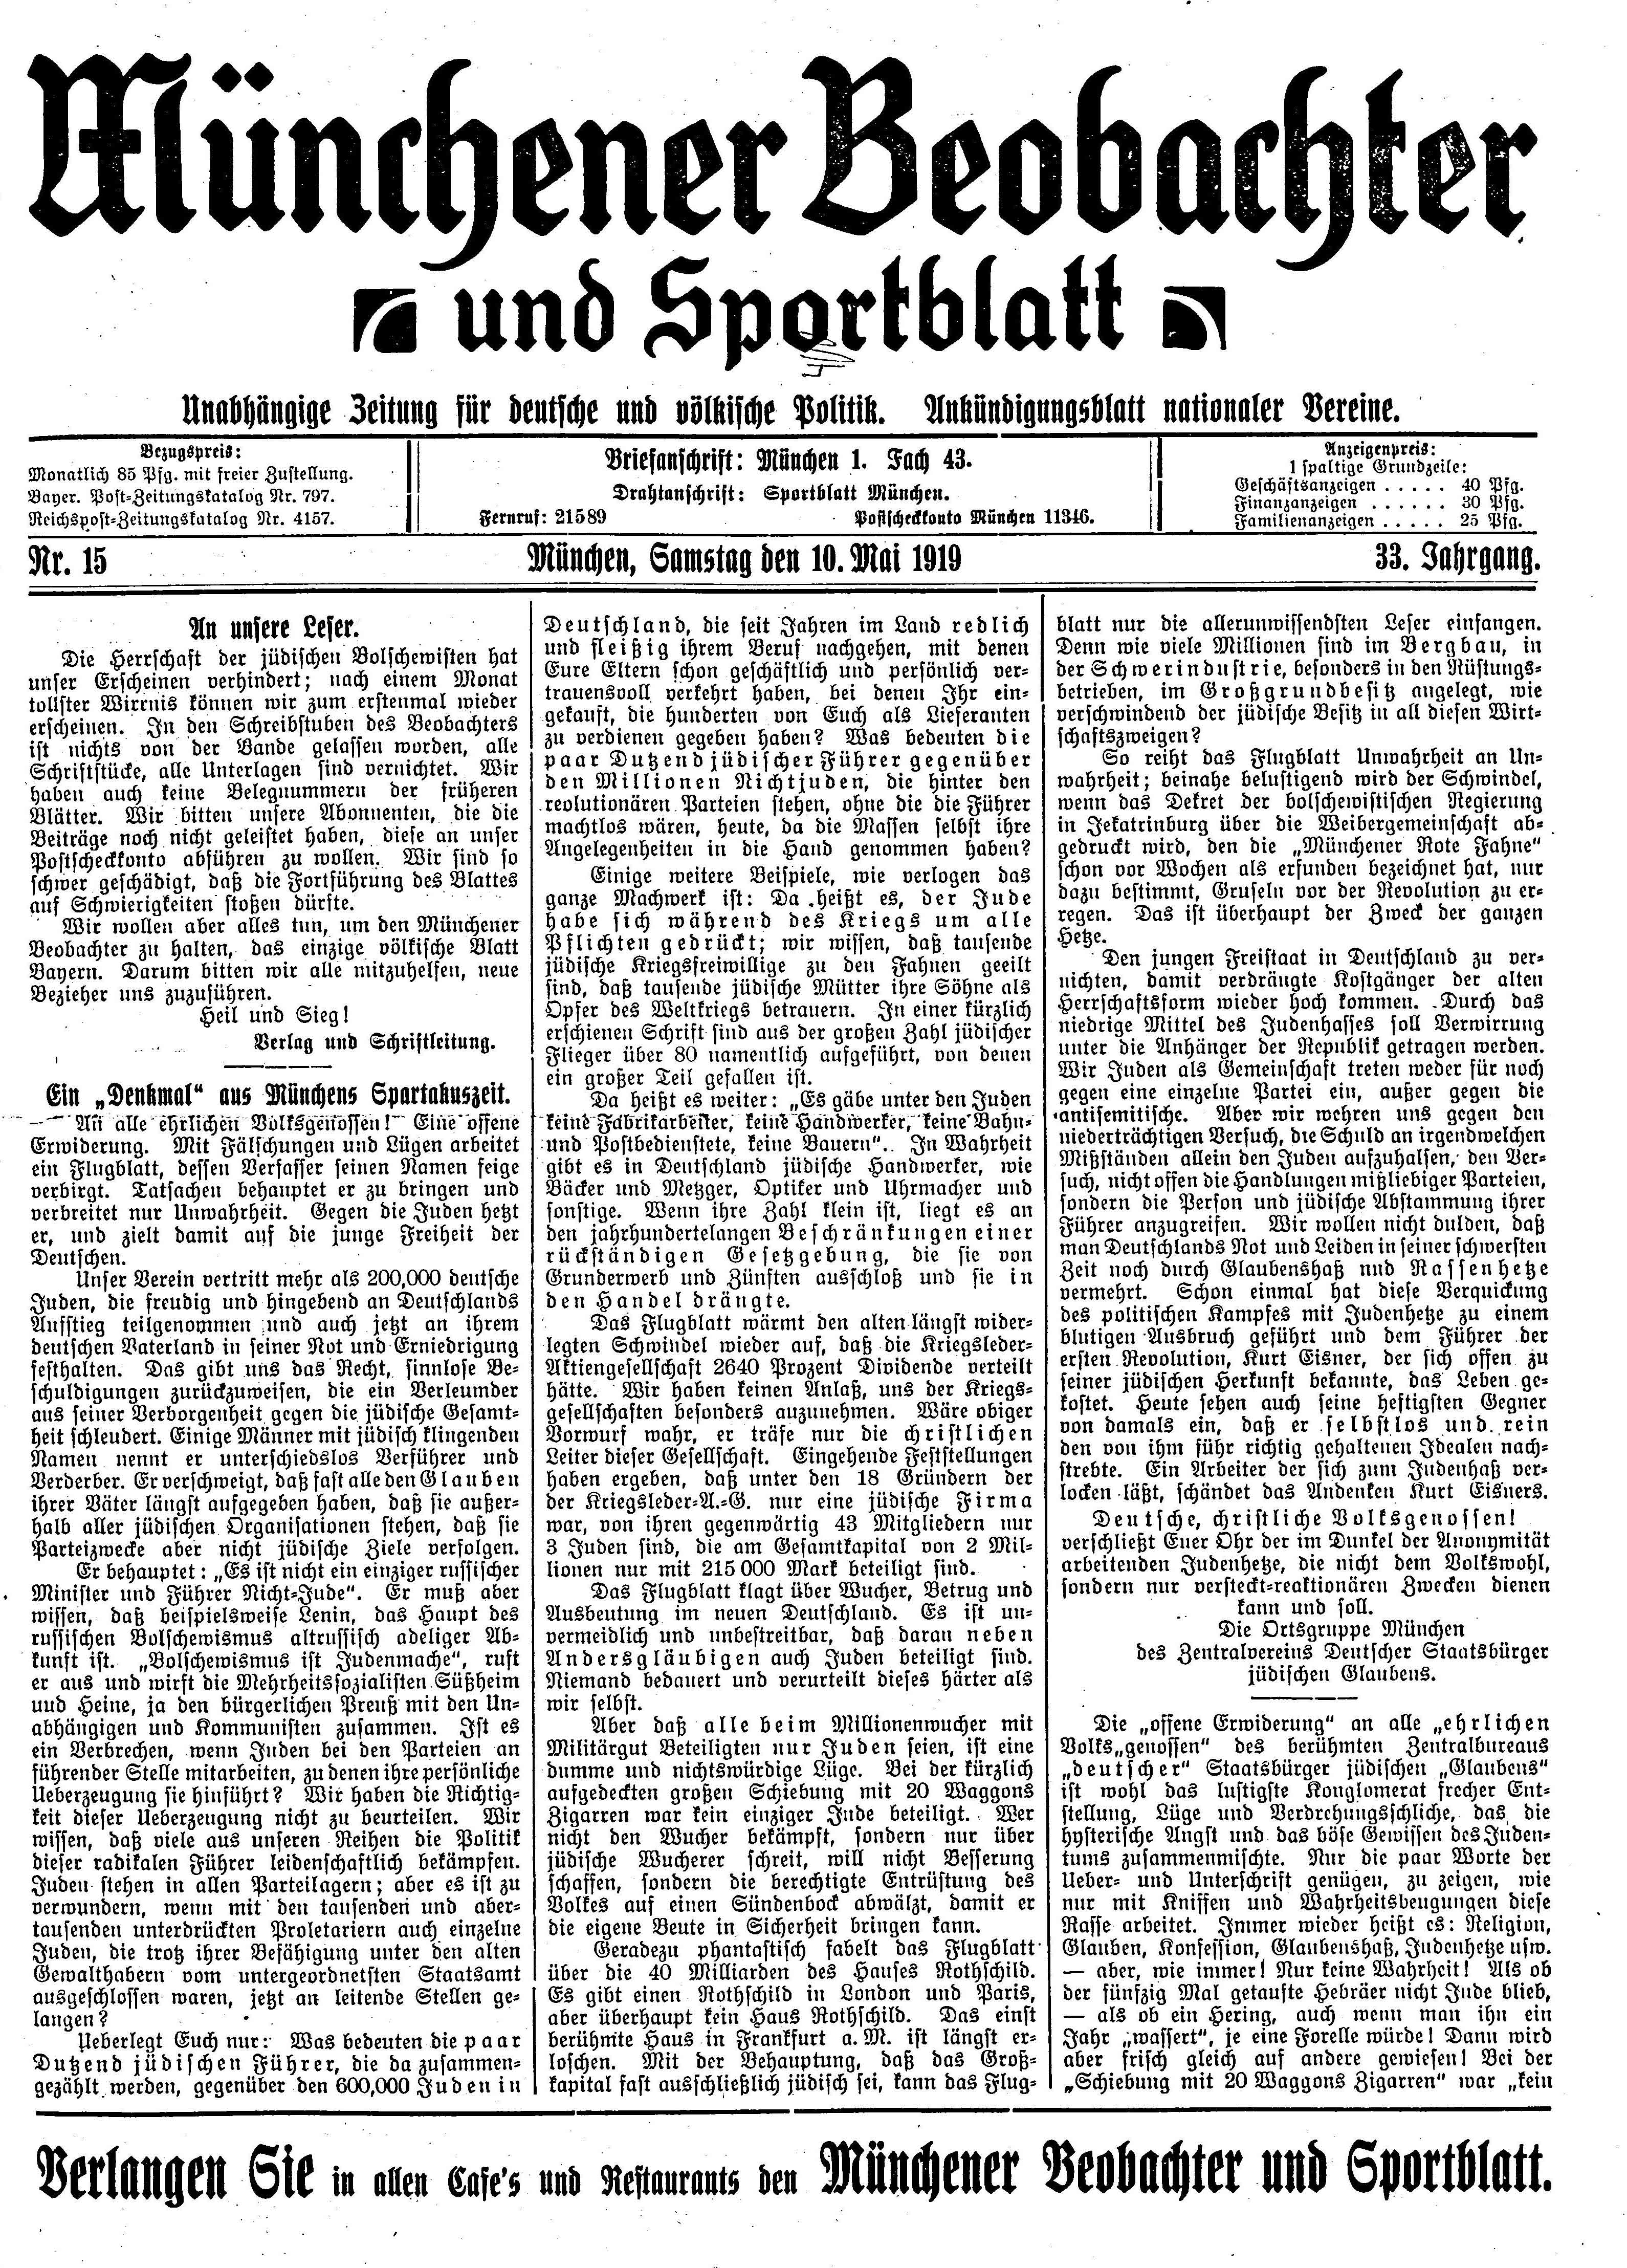 Münchener Beobachter
und Sportblatt
Unabhängige Zeitung für deutsche und völkische Politik. Ankündigungsblatt nationaler Vereine.
Bezugspreis:
Monatlich 85 Pfg. mit freier Zustellung.
Bayer. Post-Zeitungskatalog Nr. 797.
Reichspost-Zeitungskatalog Nr. 4157.
Briefanschrift: München 1. Fach 43.
Drahtanschrift: Sportblatt München.
Fernruf: 21589 Postscheckkonto München 11346.
Anzeigenpreis:
1 spaltige Grundzeile:
Geschäftsanzeigen . . . . . 40 Pfg.
Finanzanzeigen . . . . . . 30 Pfg.
Familienanzeigen . . . . . 25 Pfg.
Nr. 15 München, Samstag den 10. Mai 1919 33. Jahrgang.
An unsere Leser.
Die Herrschaft der jüdischen Bolschewisten hat
unser Erscheinen verhindert; nach einem Monat
tollster Wirrnis können wir zum erstenmal wieder
erscheinen. In den Schreibstuben des Beobachters
ist nichts von der Bande gelassen worden, alle
Schriftstücke, alle Unterlagen sind vernichtet. Wir
haben auch keine Belegnummern der früheren
Blätter. Wir bitten unsere Abonnenten, die die
Beiträge noch nicht geleistet haben, diese an unser
Postscheckkonto abführen zu wollen. Wir sind so
schwer geschädigt, daß die Fortführung des Blattes
auf Schwierigkeiten stoßen dürfte.
Wir wollen aber alles tun, um den Münchener
Beobachter zu halten, das einzige völkische Blatt
Bayern. Darum bitten wir alle mitzuhelfen, neue
Bezieher uns zuzuführen.
Heil und Sieg!
Verlag und Schriftleitung.
Ein „Denkmal“ aus Münchens Spartakuszeit.
An alle ehrlichen Volksgenossen! Eine offene
Erwiderung. Mit Fälschungen und Lügen arbeitet
ein Flugblatt, dessen Verfasser seinen Namen feige
verbirgt. Tatsachen behauptet er zu bringen und
verbreitet nur Unwahrheit. Gegen die Juden hetzt
er, und zielt damit auf die junge Freiheit der
Deutschen.
Unser Verein vertritt mehr als 200,000 deutsche
Juden, die freudig und hingebend an Deutschlands
Aufstieg teilgenommen und auch jetzt an ihrem
deutschen Vaterland in seiner Not und Erniedrigung
festhalten. Das gibt uns das Recht, sinnlose Be-
schuldigungen zurückzuweisen, die ein Verleumder
aus seiner Verborgenheit gegen die jüdische Gesamt-
heit schleudert. Einige Männer mit jüdisch klingenden
Namen nennt er unterschiedslos Verführer und
Verderber. Er verschweigt, daß fast alle den Glauben
ihrer Väter längst aufgegeben haben, daß sie außer-
halb aller jüdischen Organisationen stehen, daß sie
Parteizwecke aber nicht jüdische Ziele verfolgen.
Er behauptet: „Es ist nicht ein einziger russischer
Minister und Führer Nicht-Jude“. Er muß aber
wissen, daß beispielsweise Lenin, das Haupt des
russischen Bolschewismus altrussisch adeliger Ab-
kunft ist. „Bolschewismus ist Judenmache“, ruft
er aus und wirft die Mehrheitssozialisten Süßheim
und Heine, ja den bürgerlichen Preuß mit den Un-
abhängigen und Kommunisten zusammen. Ist es
ein Verbrechen, wenn Juden bei den Parteien an
führender Stelle mitarbeiten, zu denen ihre persönliche
Ueberzeugung sie hinführt? Wir haben die Richtig-
keit dieser Ueberzeugung nicht zu beurteilen. Wir
wissen, daß viele aus unseren Reihen die Politik
dieser radikalen Führer leidenschaftlich bekämpfen.
Juden stehen in allen Parteilagern; aber es ist zu
verwundern, wenn mit den tausenden und aber-
tausenden unterdrückten Proletariern auch einzelne
Juden, die trotz ihrer Befähigung unter den alten
Gewalthabern vom untergeordnetsten Staatsamt
ausgeschlossen waren, jetzt an leitende Stellen ge-
langen?
Ueberlegt Euch nur: Was bedeuten die paar
Dutzend jüdischen Führer, die da zusammen-
gezählt werden, gegenüber den 600,000 Juden in
Deutschland, die seit Jahren im Land redlich
und fleißig ihrem Beruf nachgehen, mit denen
Eure Eltern schon geschäftlich und persönlich ver-
trauensvoll verkehrt haben, bei denen Ihr ein-
gekauft, die hunderten von Euch als Lieferanten
zu verdienen gegeben haben? Was bedeuten die
paar Dutzend jüdischer Führer gegenüber
den Millionen Nichtjuden, die hinter den
reolutionären Parteien stehen, ohne die die Führer
machtlos wären, heute, da die Massen selbst ihre
Angelegenheiten in die Hand genommen haben?
Einige weitere Beispiele, wie verlogen das
ganze Machwerk ist: Da heißt es, der Jude
habe sich während des Kriegs um alle
Pflichten gedrückt; wir wissen, daß tausende
jüdische Kriegsfreiwillige zu den Fahnen geeilt
sind, daß tausende jüdische Mütter ihre Söhne als
Opfer des Weltkriegs betrauern. In einer kürzlich
erschienen Schrift sind aus der großen Zahl jüdischer
Flieger über 80 namentlich aufgeführt, von denen
ein großer Teil gefallen ist.
Da heißt es weiter: „Es gäbe unter den Juden
keine Fabrikarbeiter, keine Handwerker, keine Bahn-
und Postbedienstete, keine Bauern“. In Wahrheit
gibt es in Deutschland jüdische Handwerker, wie
Bäcker und Metzger, Optiker und Uhrmacher und
sonstige. Wenn ihre Zahl klein ist, liegt es an
den jahrhundertelangen Beschränkungen einer
rückständigen Gesetzgebung, die sie von
Grunderwerb und Zünften ausschloß und sie in
den Handel drängte.
Das Flugblatt wärmt den alten längst wider-
legten Schwindel wieder auf, daß die Kriegsleder-
Aktiengesellschaft 2640 Prozent Dividende verteilt
hätte. Wir haben keinen Anlaß, uns der Kriegs-
gesellschaften besonders anzunehmen. Wäre obiger
Vorwurf wahr, er träfe nur die christlichen
Leiter dieser Gesellschaft. Eingehende Feststellungen
haben ergeben, daß unter den 18 Gründern der
der Kriegsleder-A.-G. nur eine jüdische Firma
war, von ihren gegenwärtig 43 Mitgliedern nur
3 Juden sind, die am Gesamtkapital von 2 Mil-
lionen nur mit 215 000 Mark beteiligt sind.
Das Flugblatt klagt über Wucher, Betrug und
Ausbeutung im neuen Deutschland. Es ist un-
vermeidlich und unbestreitbar, daß daran neben
Andersgläubigen auch Juden beteiligt sind.
Niemand bedauert und verurteilt dieses härter als
wir selbst.
Aber daß alle beim Millionenwucher mit
Militärgut Beteiligten nur Juden seien, ist eine
dumme und nichtswürdige Lüge. Bei der kürzlich
aufgedeckten großen Schiebung mit 20 Waggons
Zigarren war kein einziger Jude beteiligt. Wer
nicht den Wucher bekämpft, sondern nur über
jüdische Wucherer schreit, will nicht Besserung
schaffen, sondern die berechtigte Entrüstung des
Volkes auf einen Sündenbock abwälzt, damit er
die eigene Beute in Sicherheit bringen kann.
Geradezu phantastisch fabelt das Flugblatt
über die 40 Milliarden des Hauses Rothschild.
Es gibt einen Rothschild in London und Paris,
aber überhaupt kein Haus Rothschild. Das einst
berühmte Haus in Frankfurt a. M. ist längst er-
loschen. Mit der Behauptung, daß das Groß-
kapital fast ausschließlich jüdisch sei, kann das Flug-
blatt nur die allerunwissendsten Leser einfangen.
Denn wie viele Millionen sind im Bergbau, in
der Schwerindustrie, besonders in den Rüstungs-
betrieben, im Großgrundbesitz angelegt, wie
verschwindend der jüdische Besitz in all diesen Wirt-
schaftszweigen?
So reiht das Flugblatt Unwahrheit an Un-
wahrheit; beinahe belustigend wird der Schwindel,
wenn das Dekret der bolschewistischen Regierung
in Jekatrinburg über die Weibergemeinschaft ab-
gedruckt wird, den die „Münchener Rote Fahne“
schon vor Wochen als erfunden bezeichnet hat, nur
dazu bestimmt, Gruseln vor der Revolution zu er-
regen. Das ist überhaupt der Zweck der ganzen
Hetze.
Den jungen Freistaat in Deutschland zu ver-
nichten, damit verdrängte Kostgänger der alten
Herrschaftsform wieder hoch kommen. Durch das
niedrige Mittel des Judenhasses soll Verwirrung
unter die Anhänger der Republik getragen werden.
Wir Juden als Gemeinschaft treten weder für noch
gegen eine einzelne Partei ein, außer gegen die
antisemitische. Aber wir wehren uns gegen den
niederträchtigen Versuch, die Schuld an irgendwelchen
Mißständen allein den Juden aufzuhalsen, den Ver-
such, nicht offen die Handlungen mißliebiger Parteien,
sondern die Person und jüdische Abstammung ihrer
Führer anzugreifen. Wir wollen nicht dulden, daß
man Deutschlands Not und Leiden in seiner schwersten
Zeit noch durch Glaubenshaß nud Rassenhetze
vermehrt. Schon einmal hat diese Verquickung
des politischen Kampfes mit Judenhetze zu einem
blutigen Ausbruch geführt und dem Führer der
ersten Revolution, Kurt Eisner, der sich offen zu
seiner jüdischen Herkunft bekannte, das Leben ge-
kostet. Heute sehen auch seine heftigsten Gegner
von damals ein, daß er selbstlos und rein
den von ihm führ richtig gehaltenen Idealen nach-
strebte. Ein Arbeiter der sich zum Judenhaß ver-
locken läßt, schändet das Andenken Kurt Eisners.
Deutsche, christliche Volksgenossen!
verschließt Euer Ohr der im Dunkel der Anonymität
arbeitenden Judenhetze, die nicht dem Volkswohl,
sondern nur versteckt-reaktionären Zwecken dienen
kann und soll.
Die Ortsgruppe München
des Zentralvereins Deutscher Staatsbürger
jüdischen Glaubens.
Die „offene Erwiderung“ an alle „ehrlichen
Volks„genossen“ des berühmten Zentralbureaus
„deutscher“ Staatsbürger jüdischen „Glaubens“
ist wohl das lustigste Konglomerat frecher Ent-
stellung, Lüge und Verdrehungsschliche, das die
hysterische Angst und das böse Gewissen des Juden-
tums zusammenmischte. Nur die paar Worte der
Ueber- und Unterschrift genügen, zu zeigen, wie
nur mit Kniffen und Wahrheitsbeugungen diese
Rasse arbeitet. Immer wieder heißt es: Religion,
Glauben, Konfession, Glaubenshaß, Judenhetze usw.
— aber, wie immer! Nur keine Wahrheit! Als ob
der fünfzig Mal getaufte Hebräer nicht Jude blieb,
— als ob ein Hering, auch wenn man ihn ein
Jahr „wassert“, je eine Forelle würde! Dann wird
aber frisch gleich auf andere gewiesen! Bei der
„Schiebung mit 20 Waggons Zigarren“ war „kein
Verlangen Sie in allen Cafe's und Restaurants den Münchener Beobachter und Sportblatt.